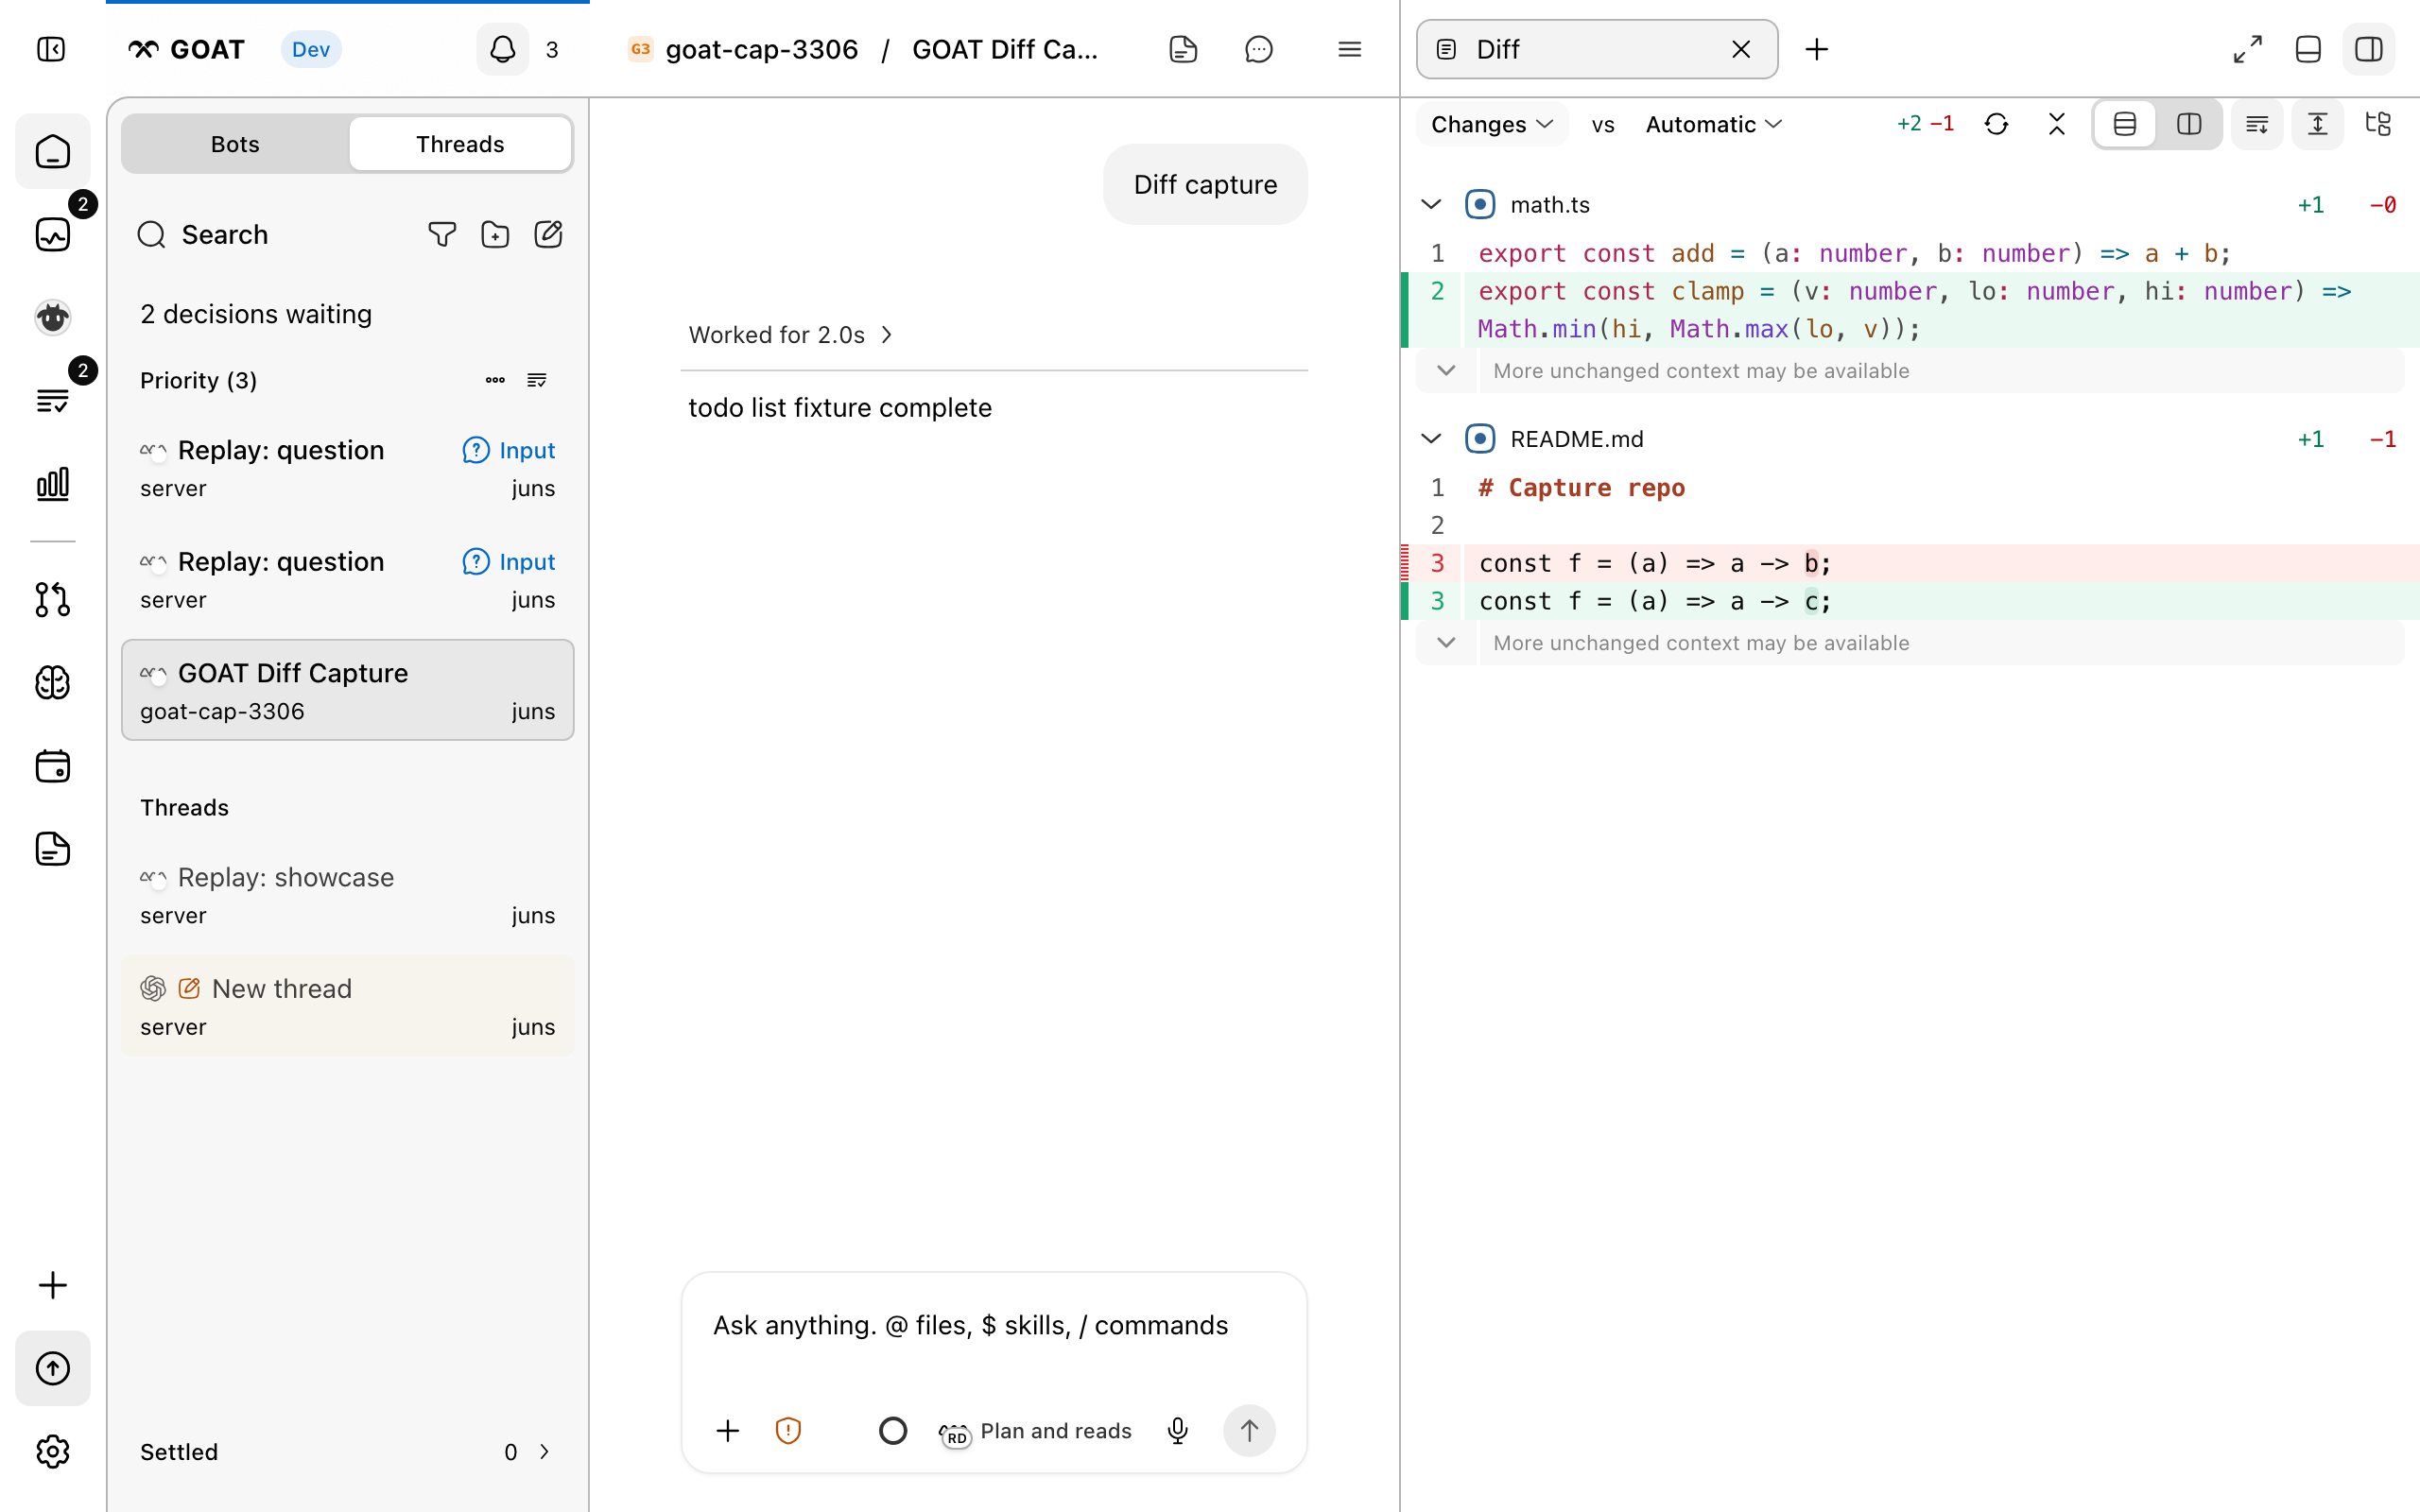 GOAT Dev 3
G3 goat-cap-3306 / GOAT Diff Ca...
Diff
Bots Threads
2
Search
2 decisions waiting
2
Priority (3)
Replay: question Input
server juns
Replay: question Input
server juns
GOAT Diff Capture
goat-cap-3306 juns
Threads
Replay: showcase
server juns
New thread
server juns
Settled 0
Diff capture
Worked for 2.0s
todo list fixture complete
Ask anything. @ files, $ skills, / commands
RD Plan and reads
Changes vs Automatic +2 -1
math.ts +1 -0
1 export const add = (a: number, b: number) => a + b;
2 export const clamp = (v: number, lo: number, hi: number) =>
Math.min(hi, Math.max(lo, v));
More unchanged context may be available
README.md +1 -1
1 # Capture repo
2
3 const f = (a) => a -> b;
3 const f = (a) => a -> c;
More unchanged context may be available